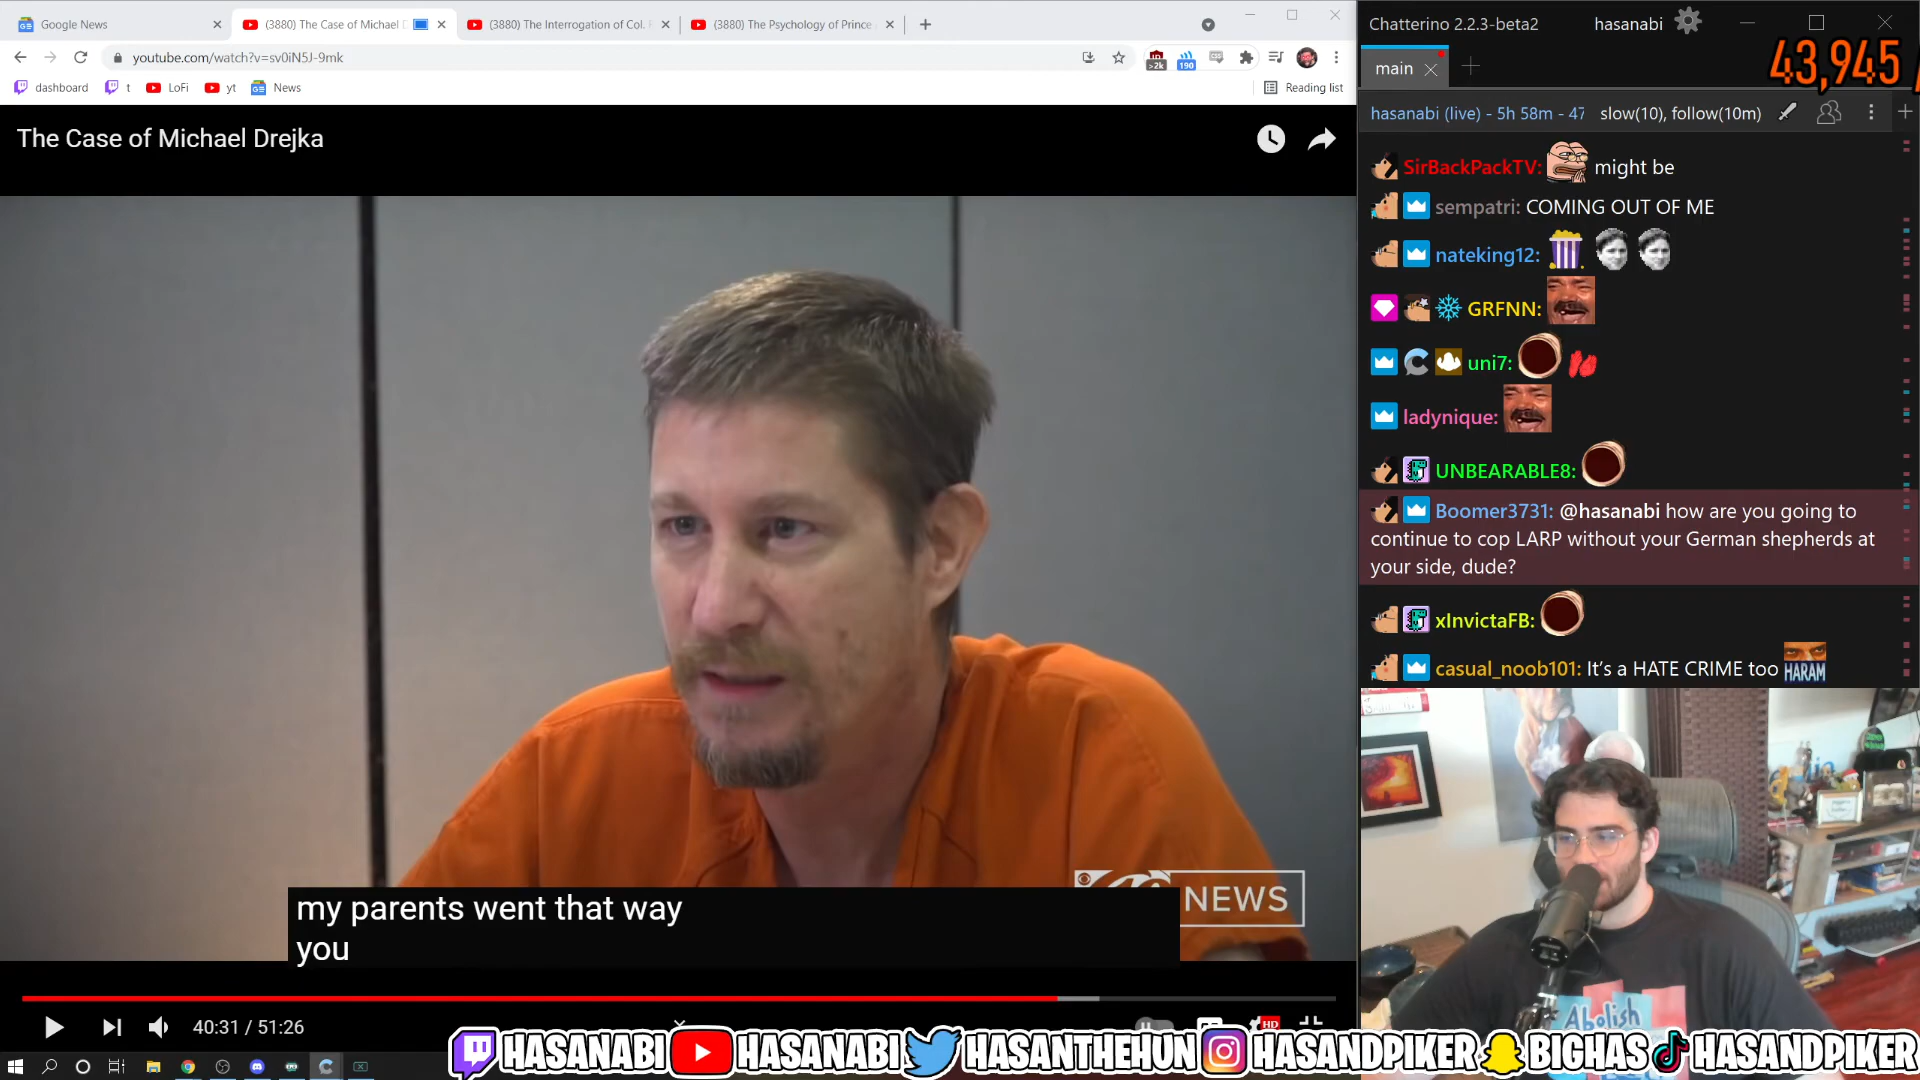 Google News
(3880) The Case of Michael D
(3880) The Interrogation of Col.
(3880) The Psychology of Prince
youtube.com/watch?v=sv0iN5J-9mk
>2k
190
dashboard
t
LoFi
yt
News
Reading list
The Case of Michael Drejka
NEWS
my parents went that way
you
40:31 / 51:26
HD
Chatterino 2.2.3-beta2
hasanabi
43,945
main
hasanabi (live) - 5h 58m - 47
slow(10), follow(10m)
SirBackPackTV: might be
sempatri: COMING OUT OF ME
nateking12:
GRFNN:
uni7:
ladynique:
UNBEARABLE8:
Boomer3731: @hasanabi how are you going to
continue to cop LARP without your German shepherds at
your side, dude?
xInvictaFB:
casual_noob101: It's a HATE CRIME too
HARAM
Abolish
HASANABI
HASANABI
HASANTHEHUN
HASANDPIKER
BIGHAS
HASANDPIKER